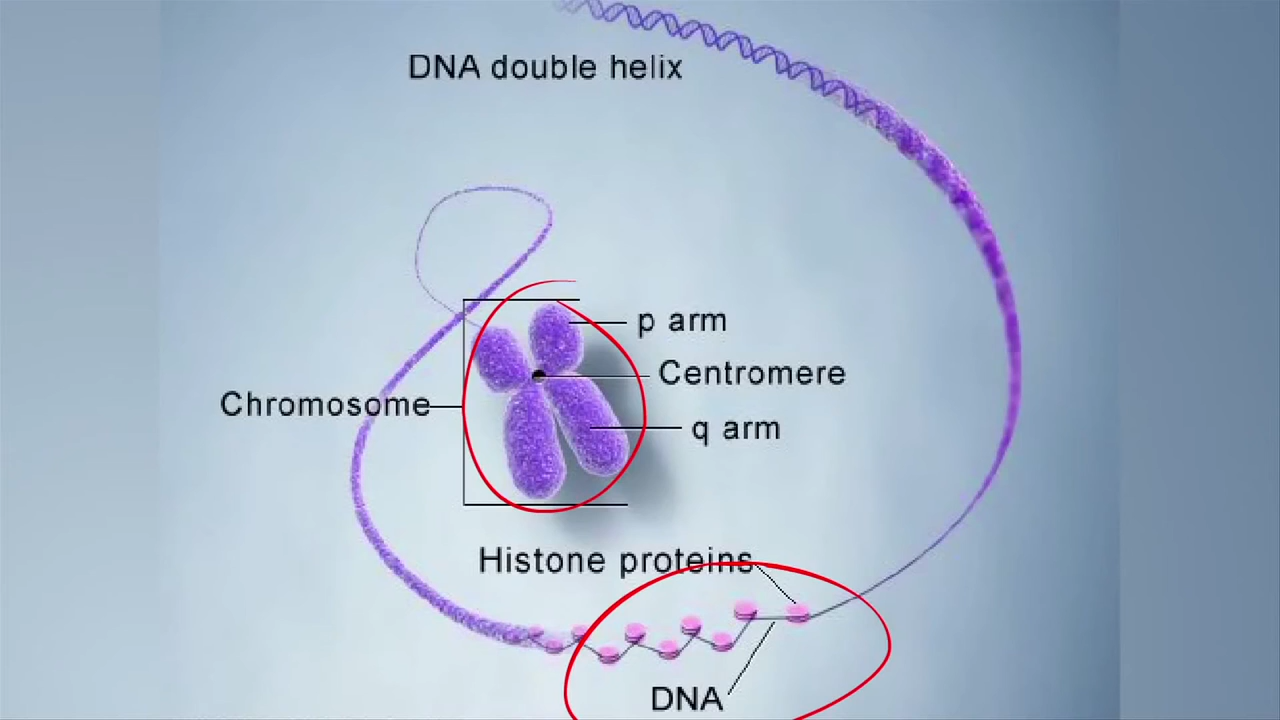 DNA double helix
p arm
Centromere
Chromosome
q arm
Histone proteins
DNA